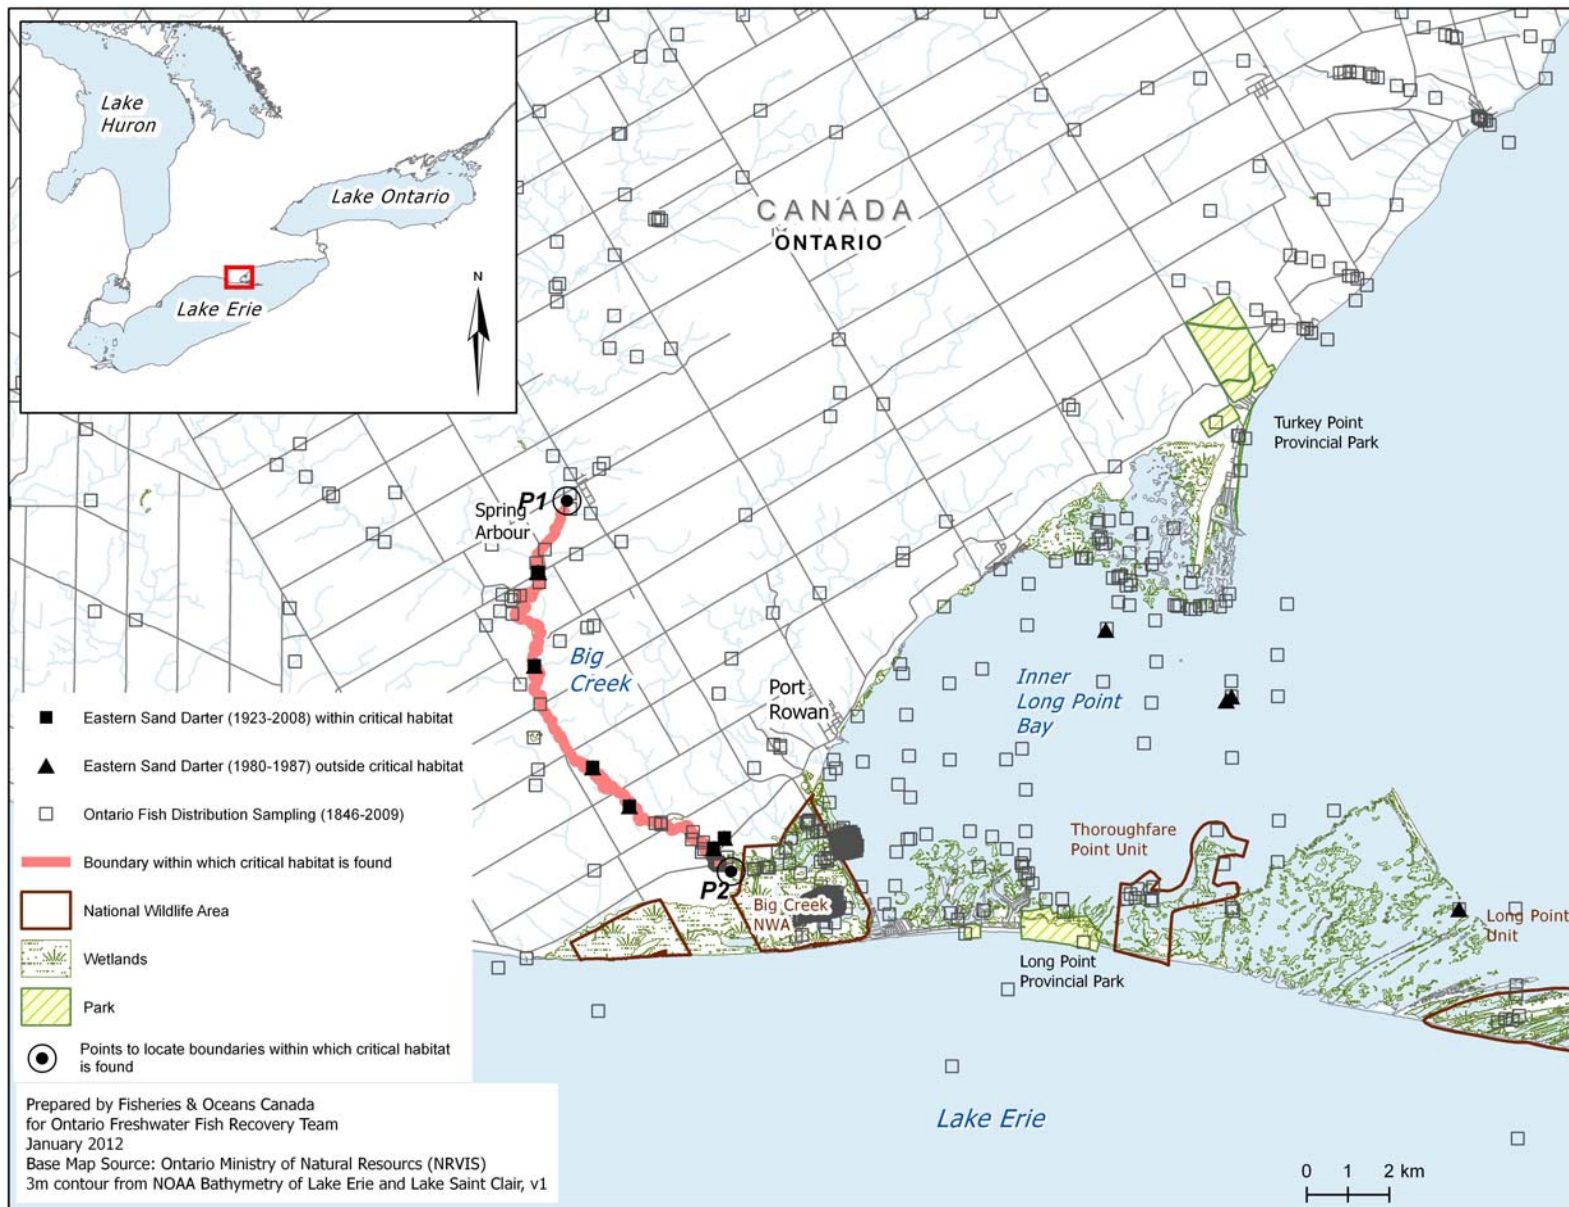 Lake
Huron
Lake Ontario
Lake Erie
N
CANADA
ONTARIO
Turkey Point
Provincial Park
P1
Spring
Arbour
Big
Creek
Port
Rowan
Inner
Long Point
Bay
Thoroughfare
Point Unit
P2
Big Creek
NWA
Long Point
Unit
Long Point
Provincial Park
Lake Erie
Eastern Sand Darter (1923-2008) within critical habitat
Eastern Sand Darter (1980-1987) outside critical habitat
Ontario Fish Distribution Sampling (1846-2009)
Boundary within which critical habitat is found
National Wildlife Area
Wetlands
Park
Points to locate boundaries within which critical habitat
is found
Prepared by Fisheries & Oceans Canada
for Ontario Freshwater Fish Recovery Team
January 2012
Base Map Source: Ontario Ministry of Natural Resourcs (NRVIS)
3m contour from NOAA Bathymetry of Lake Erie and Lake Saint Clair, v1
0 1 2 km